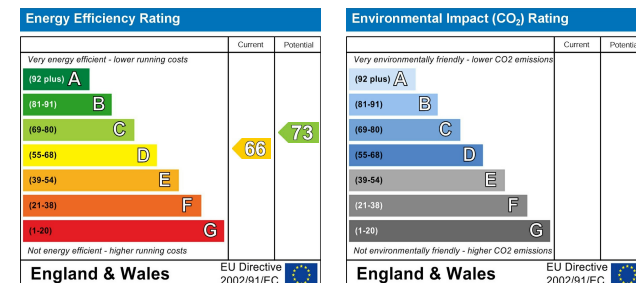 Energy Efficiency Rating
Current Potential
Very energy efficient - lower running costs
(92 plus) A
(81-91) B
(69-80) C
(55-68) D
(39-54) E
(21-38) F
(1-20) G
66
73
Not energy efficient - higher running costs
England & Wales
EU Directive
2002/91/EC
Environmental Impact (CO2) Rating
Current Potentia
Very environmentally friendly - lower CO2 emissions
(92 plus) A
(81-91) B
(69-80) C
(55-68) D
(39-54) E
(21-38) F
(1-20) G
Not environmentally friendly - higher CO2 emissions
England & Wales
EU Directive
2002/91/EC